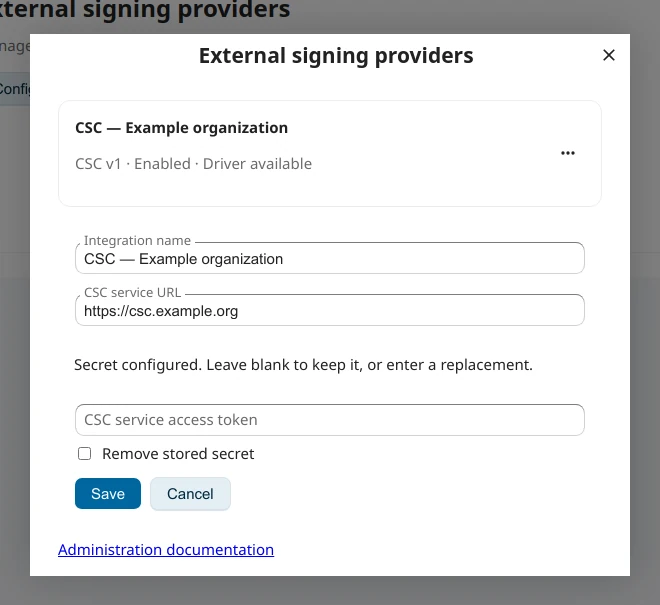 ternal signing providers
nage
External signing providers
Config
CSC — Example organization
CSC v1 · Enabled · Driver available
Integration name
CSC — Example organization
CSC service URL
https://csc.example.org
Secret configured. Leave blank to keep it, or enter a replacement.
CSC service access token
Remove stored secret
Save
Cancel
Administration documentation